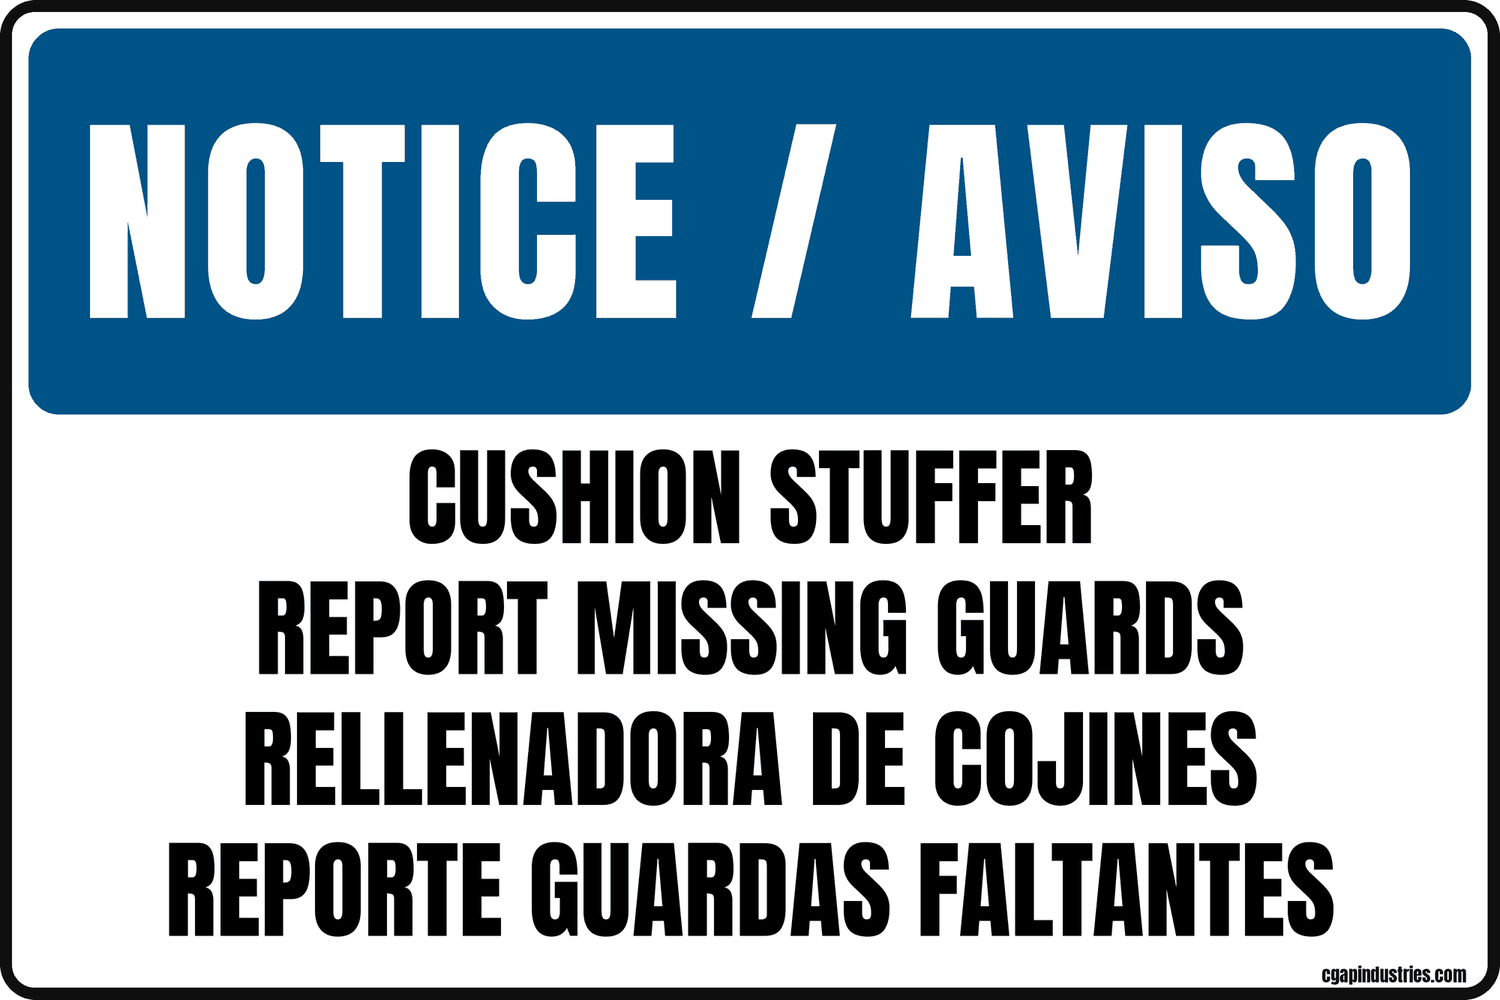 NOTICE / AVISO
CUSHION STUFFER
REPORT MISSING GUARDS
RELLENADORA DE COJINES
REPORTE GUARDAS FALTANTES
cgapindustries.com